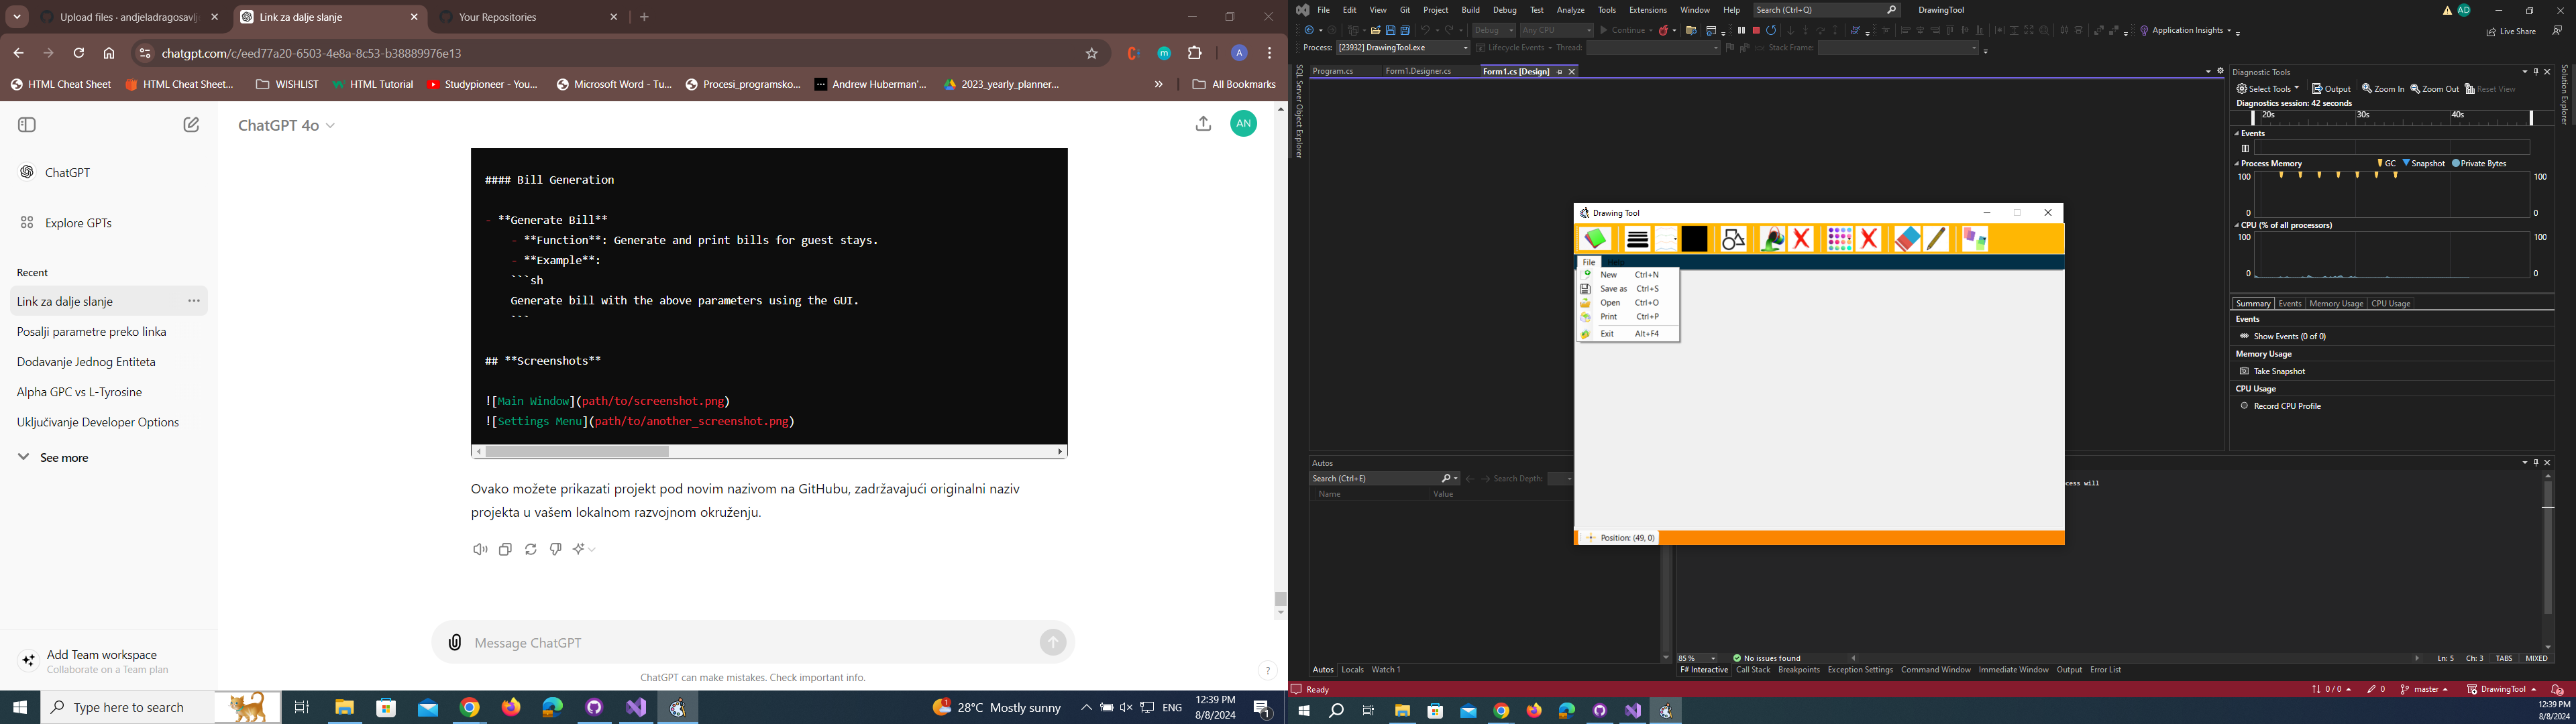 Upload files · andjeladragosavlj
Link za dalje slanje
Your Repositories
chatgpt.com/c/eed77a20-6503-4e8a-8c53-b38889976e13
A
HTML Cheat Sheet
HTML Cheat Sheet...
WISHLIST
HTML Tutorial
Studypioneer - You...
Microsoft Word - Tu...
Procesi_programsko...
Andrew Huberman'...
2023_yearly_planner...
»
All Bookmarks
ChatGPT 4o
AN
ChatGPT
Explore GPTs
Recent
Link za dalje slanje
Posalji parametre preko linka
Dodavanje Jednog Entiteta
Alpha GPC vs L-Tyrosine
Uključivanje Developer Options
See more
Add Team workspace
Collaborate on a Team plan
#### Bill Generation
- **Generate Bill**
- **Function**: Generate and print bills for guest stays.
- **Example**:
```sh
Generate bill with the above parameters using the GUI.
```
## **Screenshots**
![Main Window](path/to/screenshot.png)
![Settings Menu](path/to/another_screenshot.png)
Ovako možete prikazati projekt pod novim nazivom na GitHubu, zadržavajući originalni naziv
projekta u vašem lokalnom razvojnom okruženju.
Message ChatGPT
ChatGPT can make mistakes. Check important info.
?
Type here to search
28°C Mostly sunny
ENG
12:39 PM
8/8/2024
1
File Edit View Git Project Build Debug Test Analyze Tools Extensions Window Help
Search (Ctrl+Q)
DrawingTool
AD
Debug
Any CPU
Continue
Application Insights
Live Share
Process: [23932] DrawingTool.exe
Lifecycle Events
Thread:
Stack Frame:
SQL Server Object Explorer
Program.cs
Form1.Designer.cs
Form1.cs [Design]
Solution Explorer
Diagnostic Tools
Select Tools
Output
Zoom In
Zoom Out
Reset View
Diagnostics session: 42 seconds
20s 30s 40s
Events
Process Memory
GC Snapshot Private Bytes
100 100
0 0
CPU (% of all processors)
100 100
0 0
Summary Events Memory Usage CPU Usage
Events
Show Events (0 of 0)
Memory Usage
Take Snapshot
CPU Usage
Record CPU Profile
Drawing Tool
File
New Ctrl+N
Save as Ctrl+S
Open Ctrl+O
Print Ctrl+P
Exit Alt+F4
Position: (49, 0)
Autos
Search (Ctrl+E)
Search Depth:
Name Value
Autos Locals Watch 1
cess will
85 %
No issues found
Ln: 5 Ch: 3 TABS MIXED
F# Interactive Call Stack Breakpoints Exception Settings Command Window Immediate Window Output Error List
Ready
0 / 0
0
master
DrawingTool
12:39 PM
8/8/2024